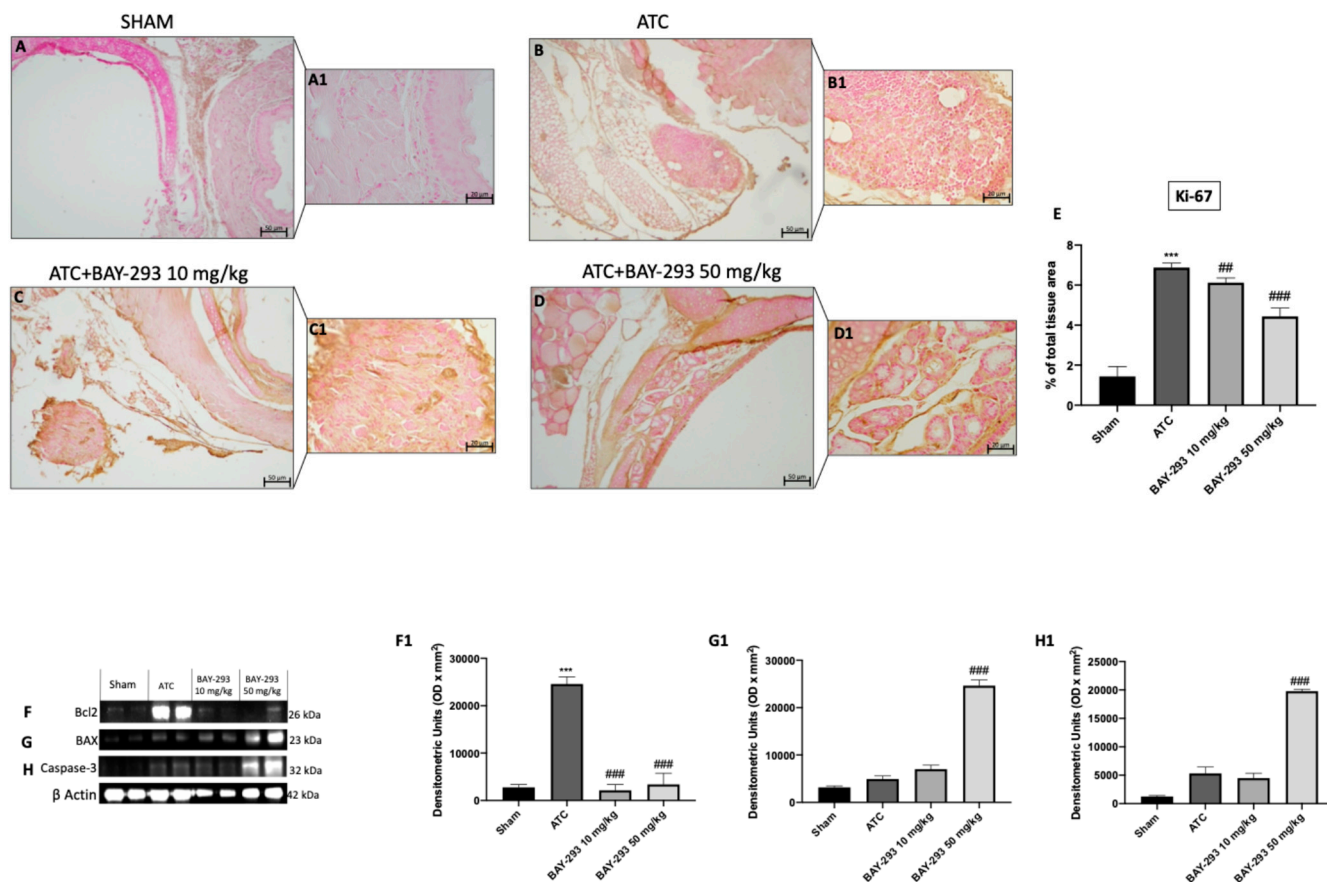 SHAM
ATC
A
A1
50 µm
20 µm
B
B1
50 µm
20 µm
ATC+BAY-293 10 mg/kg
ATC+BAY-293 50 mg/kg
C
C1
50 µm
20 µm
D
D1
50 µm
20 µm
E
Ki-67
% of total tissue area
8
6
4
2
0
***
##
###
Sham
ATC
BAY-293 10 mg/kg
BAY-293 50 mg/kg
Sham
ATC
BAY-293
10 mg/kg
BAY-293
50 mg/kg
F Bcl2 26 kDa
G BAX 23 kDa
H Caspase-3 32 kDa
β Actin 42 kDa
F1
Densitometric Units (OD x mm²)
30000
20000
10000
0
***
###
###
Sham
ATC
BAY-293 10 mg/kg
BAY-293 50 mg/kg
G1
Densitometric Units (OD x mm²)
30000
20000
10000
0
###
Sham
ATC
BAY-293 10 mg/kg
BAY-293 50 mg/kg
H1
Densitometric Units (OD x mm²)
25000
20000
15000
10000
5000
0
###
Sham
ATC
BAY-293 10 mg/kg
BAY-293 50 mg/kg